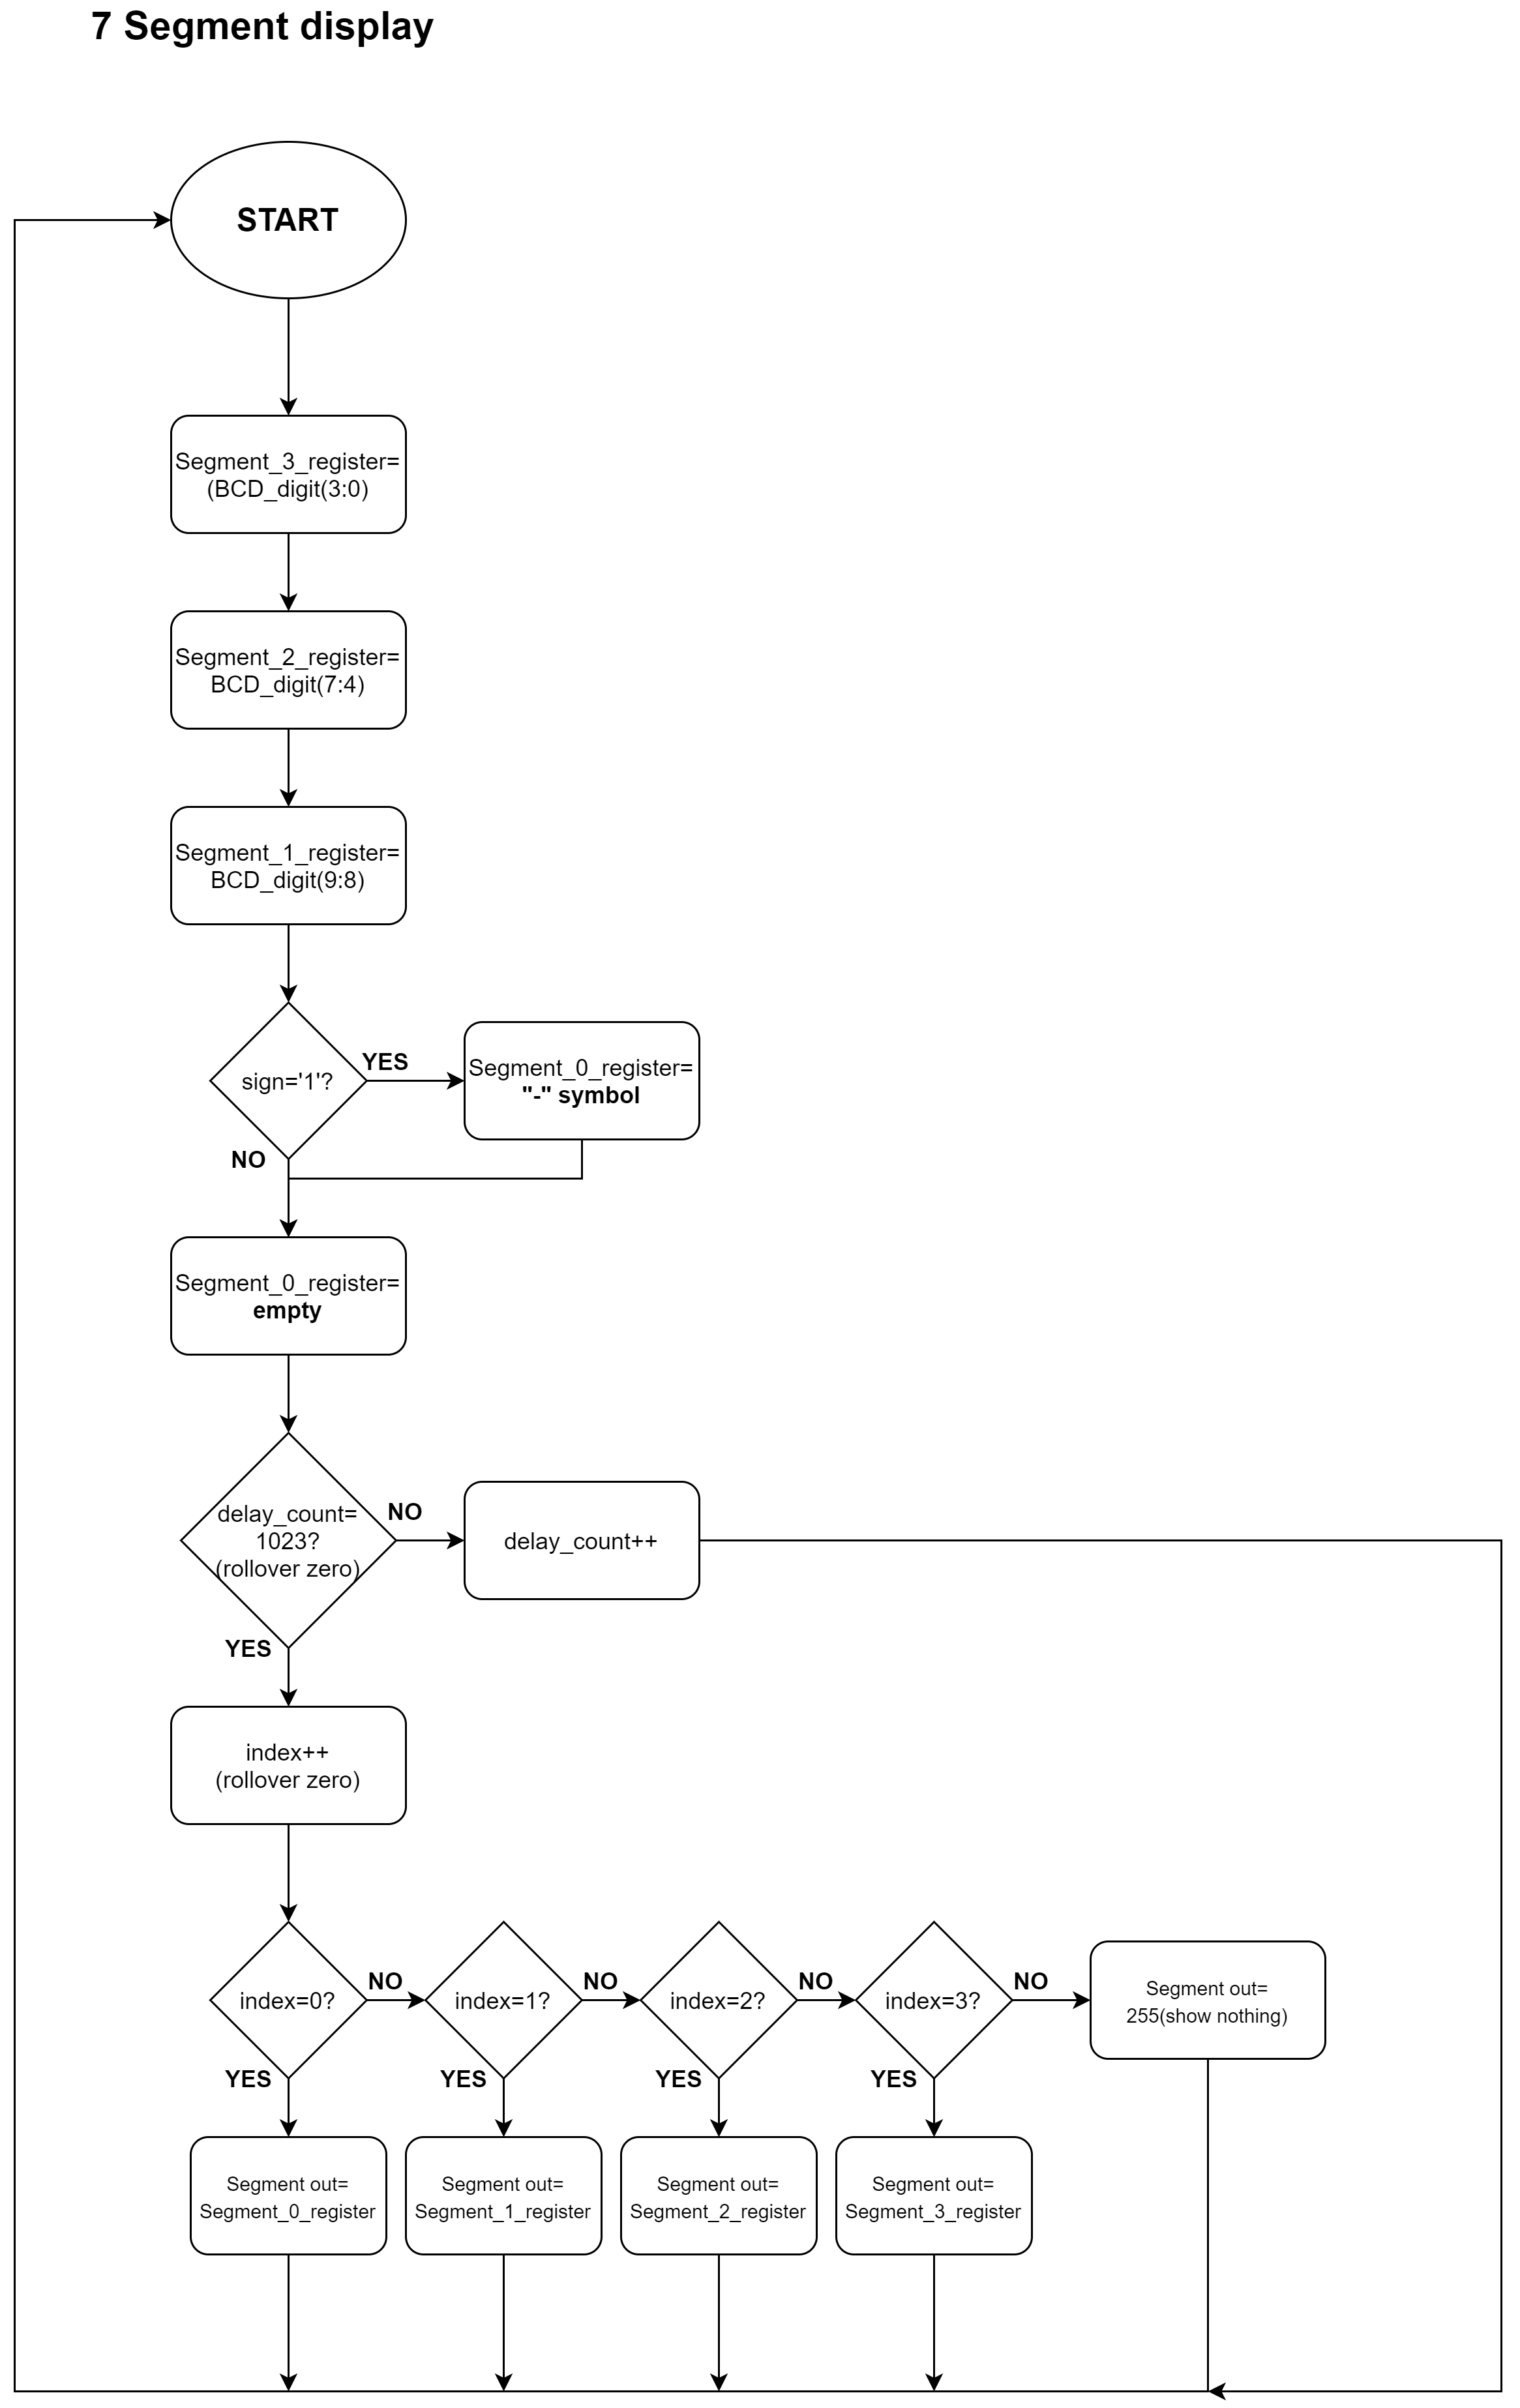 7 Segment display
START
Segment_3_register=
(BCD_digit(3:0)
Segment_2_register=
BCD_digit(7:4)
Segment_1_register=
BCD_digit(9:8)
sign='1'?
YES
Segment_0_register=
"-" symbol
NO
Segment_0_register=
empty
delay_count=
1023?
(rollover zero)
NO
delay_count++
YES
index++
(rollover zero)
index=0?
NO
index=1?
NO
index=2?
NO
index=3?
NO
Segment out=
255(show nothing)
YES
YES
YES
YES
Segment out=
Segment_0_register
Segment out=
Segment_1_register
Segment out=
Segment_2_register
Segment out=
Segment_3_register